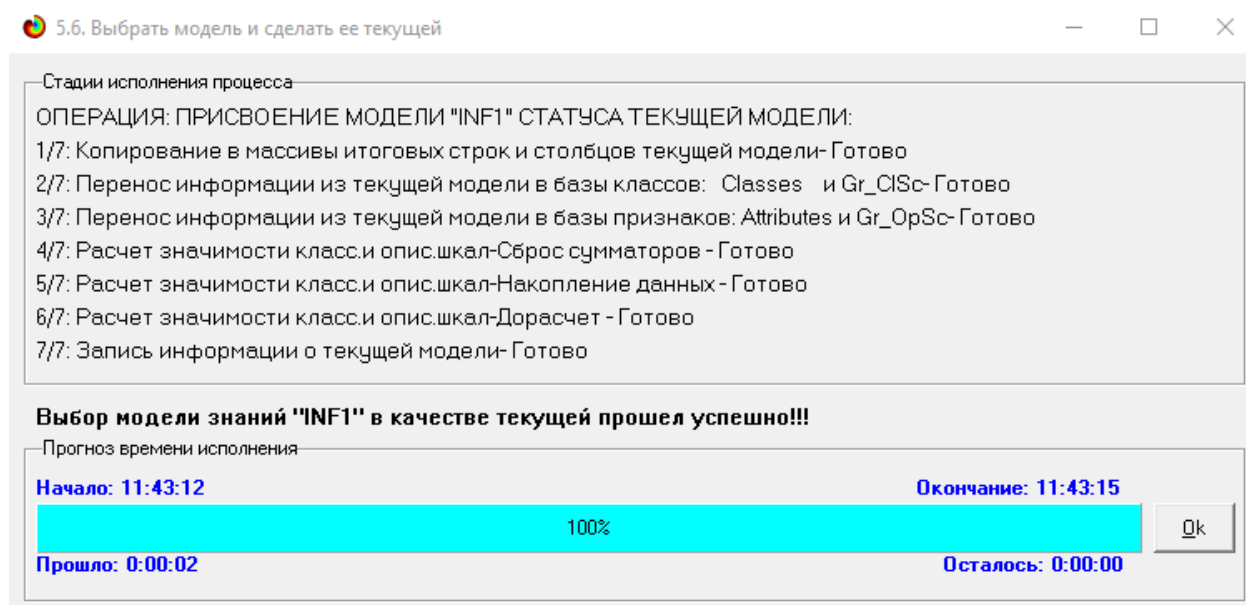 5.6. Выбрать модель и сделать ее текущей
Стадии исполнения процесса
ОПЕРАЦИЯ: ПРИСВОЕНИЕ МОДЕЛИ "INF1" СТАТУСА ТЕКУЩЕЙ МОДЕЛИ:
1/7: Копирование в массивы итоговых строк и столбцов текущей модели- Готово
2/7: Перенос информации из текущей модели в базы классов: Classes и Gr_ClSc- Готово
3/7: Перенос информации из текущей модели в базы признаков: Attributes и Gr_OpSc- Готово
4/7: Расчет значимости класс.и опис.шкал-Сброс сумматоров - Готово
5/7: Расчет значимости класс.и опис.шкал-Накопление данных - Готово
6/7: Расчет значимости класс.и опис.шкал-Дорасчет - Готово
7/7: Запись информации о текущей модели- Готово
Выбор модели знаний "INF1" в качестве текущей прошел успешно!!!
Прогноз времени исполнения
Начало: 11:43:12 Окончание: 11:43:15
100% Ok
Прошло: 0:00:02 Осталось: 0:00:00